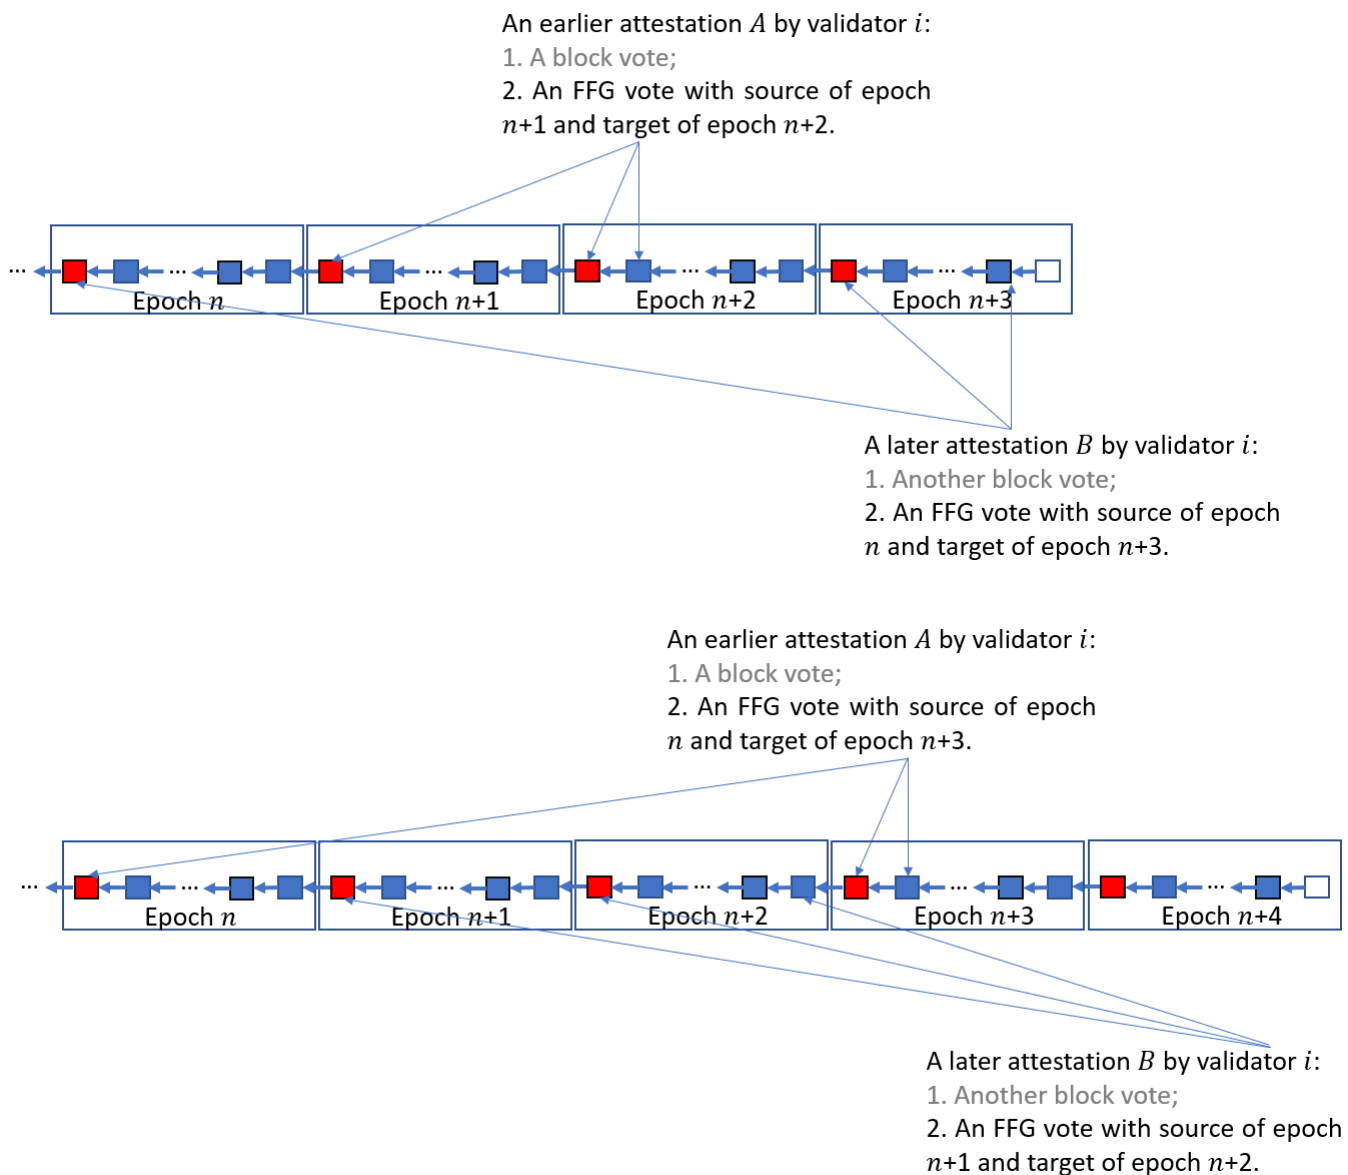 An earlier attestation A by validator i:
1. A block vote;
2. An FFG vote with source of epoch
n+1 and target of epoch n+2.
... ... ... ... ...
Epoch n Epoch n+1 Epoch n+2 Epoch n+3
A later attestation B by validator i:
1. Another block vote;
2. An FFG vote with source of epoch
n and target of epoch n+3.
An earlier attestation A by validator i:
1. A block vote;
2. An FFG vote with source of epoch
n and target of epoch n+3.
... ... ... ... ... ...
Epoch n Epoch n+1 Epoch n+2 Epoch n+3 Epoch n+4
A later attestation B by validator i:
1. Another block vote;
2. An FFG vote with source of epoch
n+1 and target of epoch n+2.